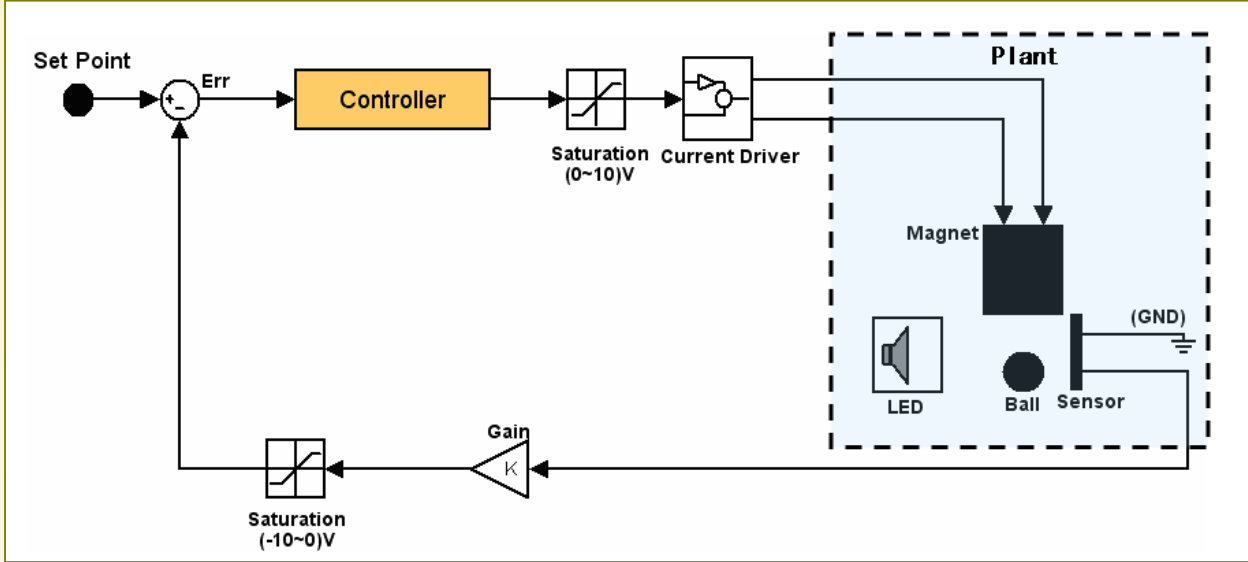 Plant
Set Point
Err
+
-
Controller
Saturation
(0~10)V
Current Driver
Magnet
(GND)
LED
Ball
Sensor
Gain
K
Saturation
(-10~0)V